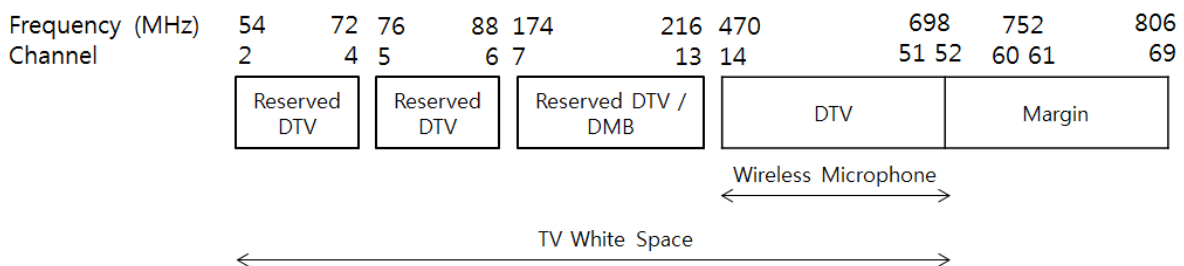 Frequency (MHz) 54 72 76 88 174 216 470 698 752 806
Channel 2 4 5 6 7 13 14 51 52 60 61 69
Reserved DTV
Reserved DTV
Reserved DTV / DMB
DTV
Margin
Wireless Microphone
TV White Space